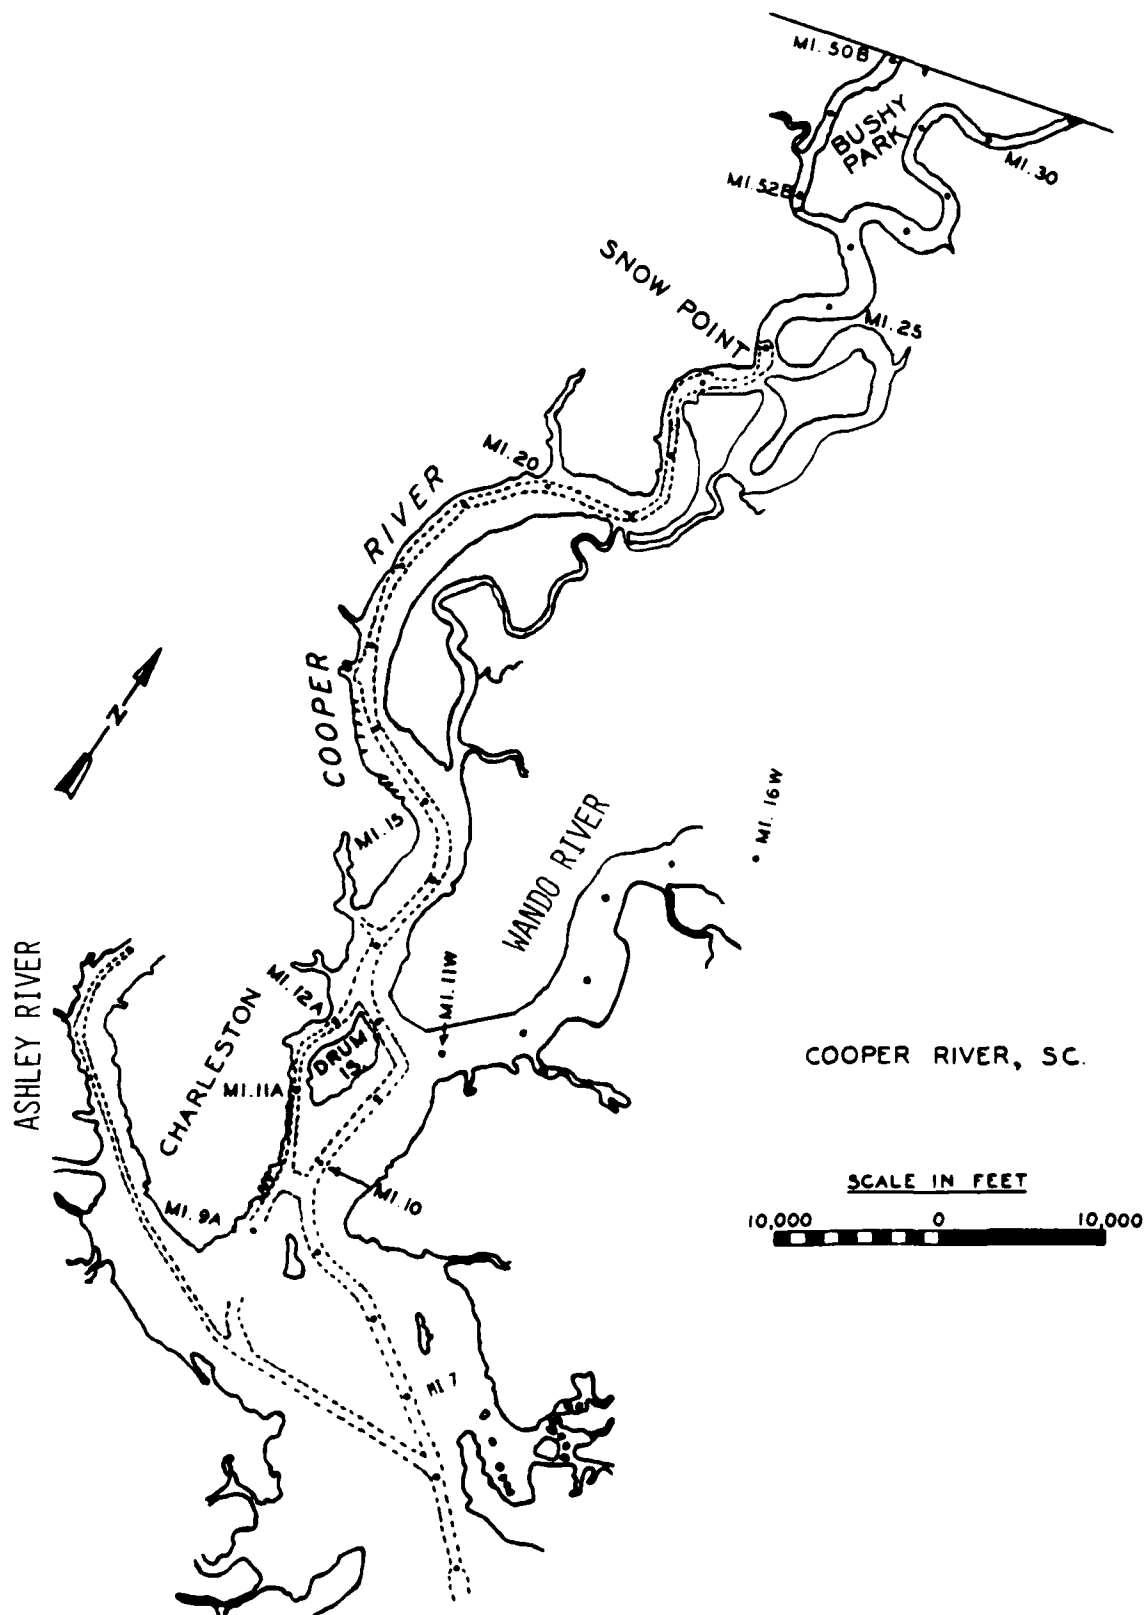 MI. 50B
BUSHY
PARK
MI. 30
MI. 52B
SNOW POINT
MI. 25
MI. 20
COOPER RIVER
N
MI. 15
WANDO RIVER
MI. 16W
ASHLEY RIVER
CHARLESTON
MI. 12A
MI. 11W
DRUM
IS.
MI. 11A
COOPER RIVER, SC.
MI. 9A
MI. 10
SCALE IN FEET
10,000 0 10,000
MI. 7